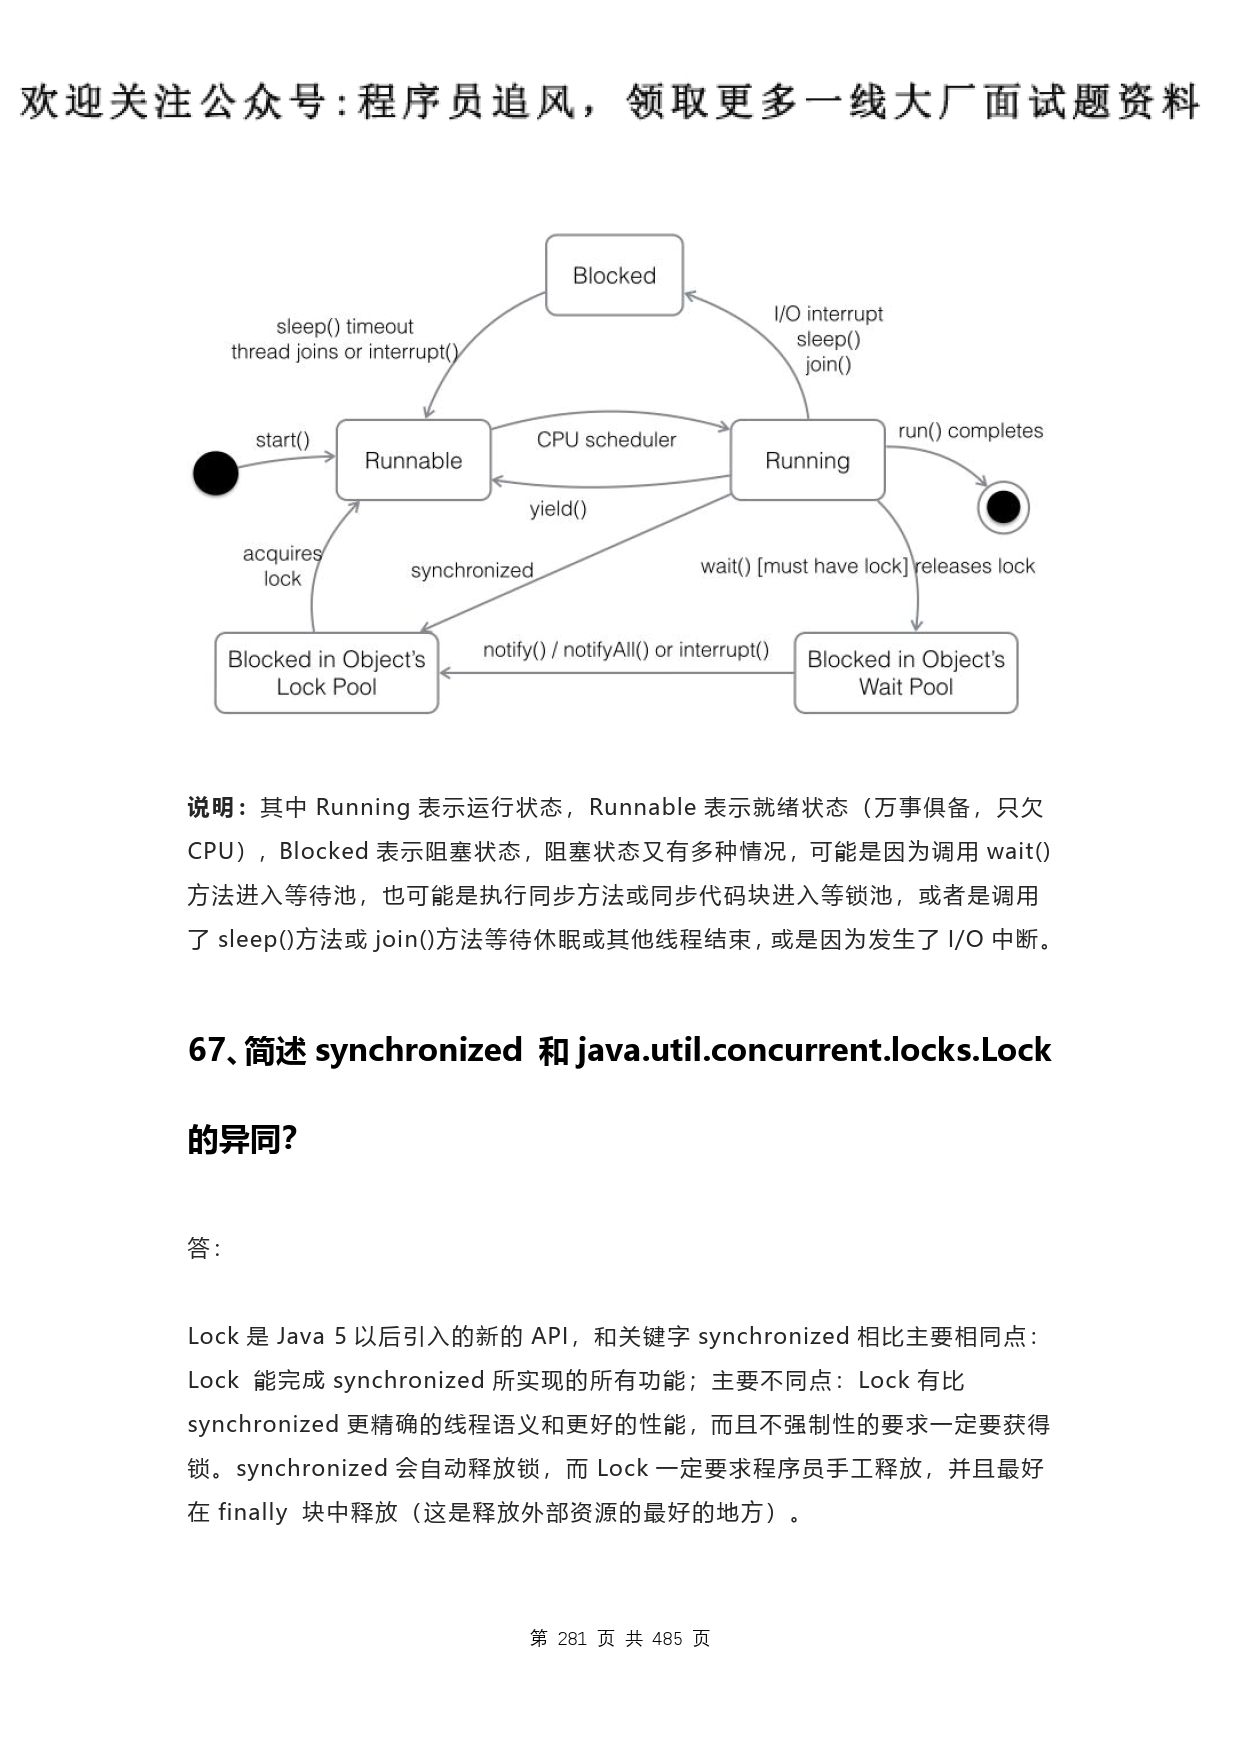 欢迎关注公众号:程序员追风，领取更多一线大厂面试题资料
Blocked
I/O interrupt
sleep()
join()
sleep() timeout
thread joins or interrupt()
start()
Runnable
CPU scheduler
Running
run() completes
yield()
acquires
lock
synchronized
wait() [must have lock] releases lock
Blocked in Object's
Lock Pool
notify() / notifyAll() or interrupt()
Blocked in Object's
Wait Pool
说明：其中 Running 表示运行状态，Runnable 表示就绪状态（万事俱备，只欠
CPU），Blocked 表示阻塞状态，阻塞状态又有多种情况，可能是因为调用 wait()
方法进入等待池，也可能是执行同步方法或同步代码块进入等锁池，或者是调用
了 sleep()方法或 join()方法等待休眠或其他线程结束，或是因为发生了 I/O 中断。
67、简述 synchronized 和 java.util.concurrent.locks.Lock
的异同？
答：
Lock 是 Java 5 以后引入的新的 API，和关键字 synchronized 相比主要相同点：
Lock 能完成 synchronized 所实现的所有功能；主要不同点：Lock 有比
synchronized 更精确的线程语义和更好的性能，而且不强制性的要求一定要获得
锁。synchronized 会自动释放锁，而 Lock 一定要求程序员手工释放，并且最好
在 finally 块中释放（这是释放外部资源的最好的地方）。
第 281 页 共 485 页